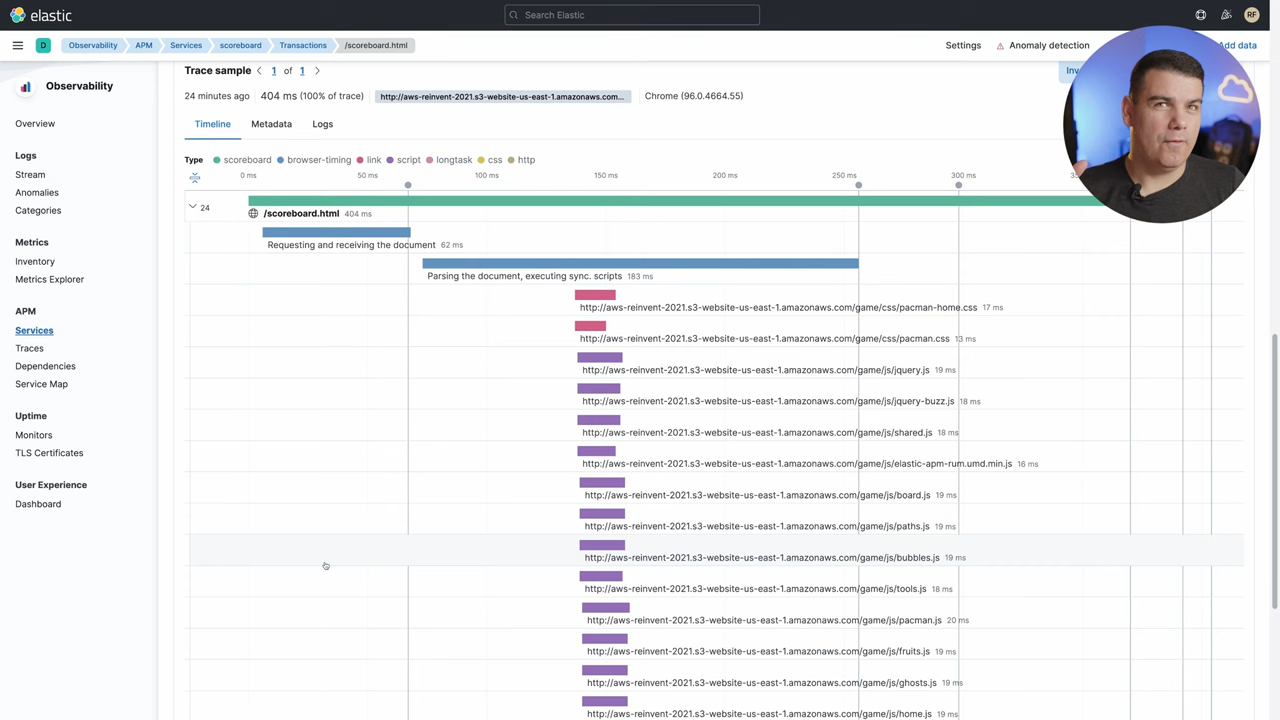 elastic
Search Elastic
RF
D
Observability
APM
Services
scoreboard
Transactions
/scoreboard.html
Settings
Anomaly detection
Add data
Observability
Overview
Logs
Stream
Anomalies
Categories
Metrics
Inventory
Metrics Explorer
APM
Services
Traces
Dependencies
Service Map
Uptime
Monitors
TLS Certificates
User Experience
Dashboard
Trace sample 1 of 1
24 minutes ago 404 ms (100% of trace) http://aws-reinvent-2021.s3-website-us-east-1.amazonaws.com... Chrome (96.0.4664.55)
Timeline Metadata Logs
Type scoreboard browser-timing link script longtask css http
0 ms 50 ms 100 ms 150 ms 200 ms 250 ms 300 ms
24
/scoreboard.html 404 ms
Requesting and receiving the document 62 ms
Parsing the document, executing sync. scripts 183 ms
http://aws-reinvent-2021.s3-website-us-east-1.amazonaws.com/game/css/pacman-home.css 17 ms
http://aws-reinvent-2021.s3-website-us-east-1.amazonaws.com/game/css/pacman.css 13 ms
http://aws-reinvent-2021.s3-website-us-east-1.amazonaws.com/game/js/jquery.js 19 ms
http://aws-reinvent-2021.s3-website-us-east-1.amazonaws.com/game/js/jquery-buzz.js 18 ms
http://aws-reinvent-2021.s3-website-us-east-1.amazonaws.com/game/js/shared.js 18 ms
http://aws-reinvent-2021.s3-website-us-east-1.amazonaws.com/game/js/elastic-apm-rum.umd.min.js 16 ms
http://aws-reinvent-2021.s3-website-us-east-1.amazonaws.com/game/js/board.js 19 ms
http://aws-reinvent-2021.s3-website-us-east-1.amazonaws.com/game/js/paths.js 19 ms
http://aws-reinvent-2021.s3-website-us-east-1.amazonaws.com/game/js/bubbles.js 19 ms
http://aws-reinvent-2021.s3-website-us-east-1.amazonaws.com/game/js/tools.js 18 ms
http://aws-reinvent-2021.s3-website-us-east-1.amazonaws.com/game/js/pacman.js 20 ms
http://aws-reinvent-2021.s3-website-us-east-1.amazonaws.com/game/js/fruits.js 19 ms
http://aws-reinvent-2021.s3-website-us-east-1.amazonaws.com/game/js/ghosts.js 19 ms
http://aws-reinvent-2021.s3-website-us-east-1.amazonaws.com/game/js/home.js 19 ms